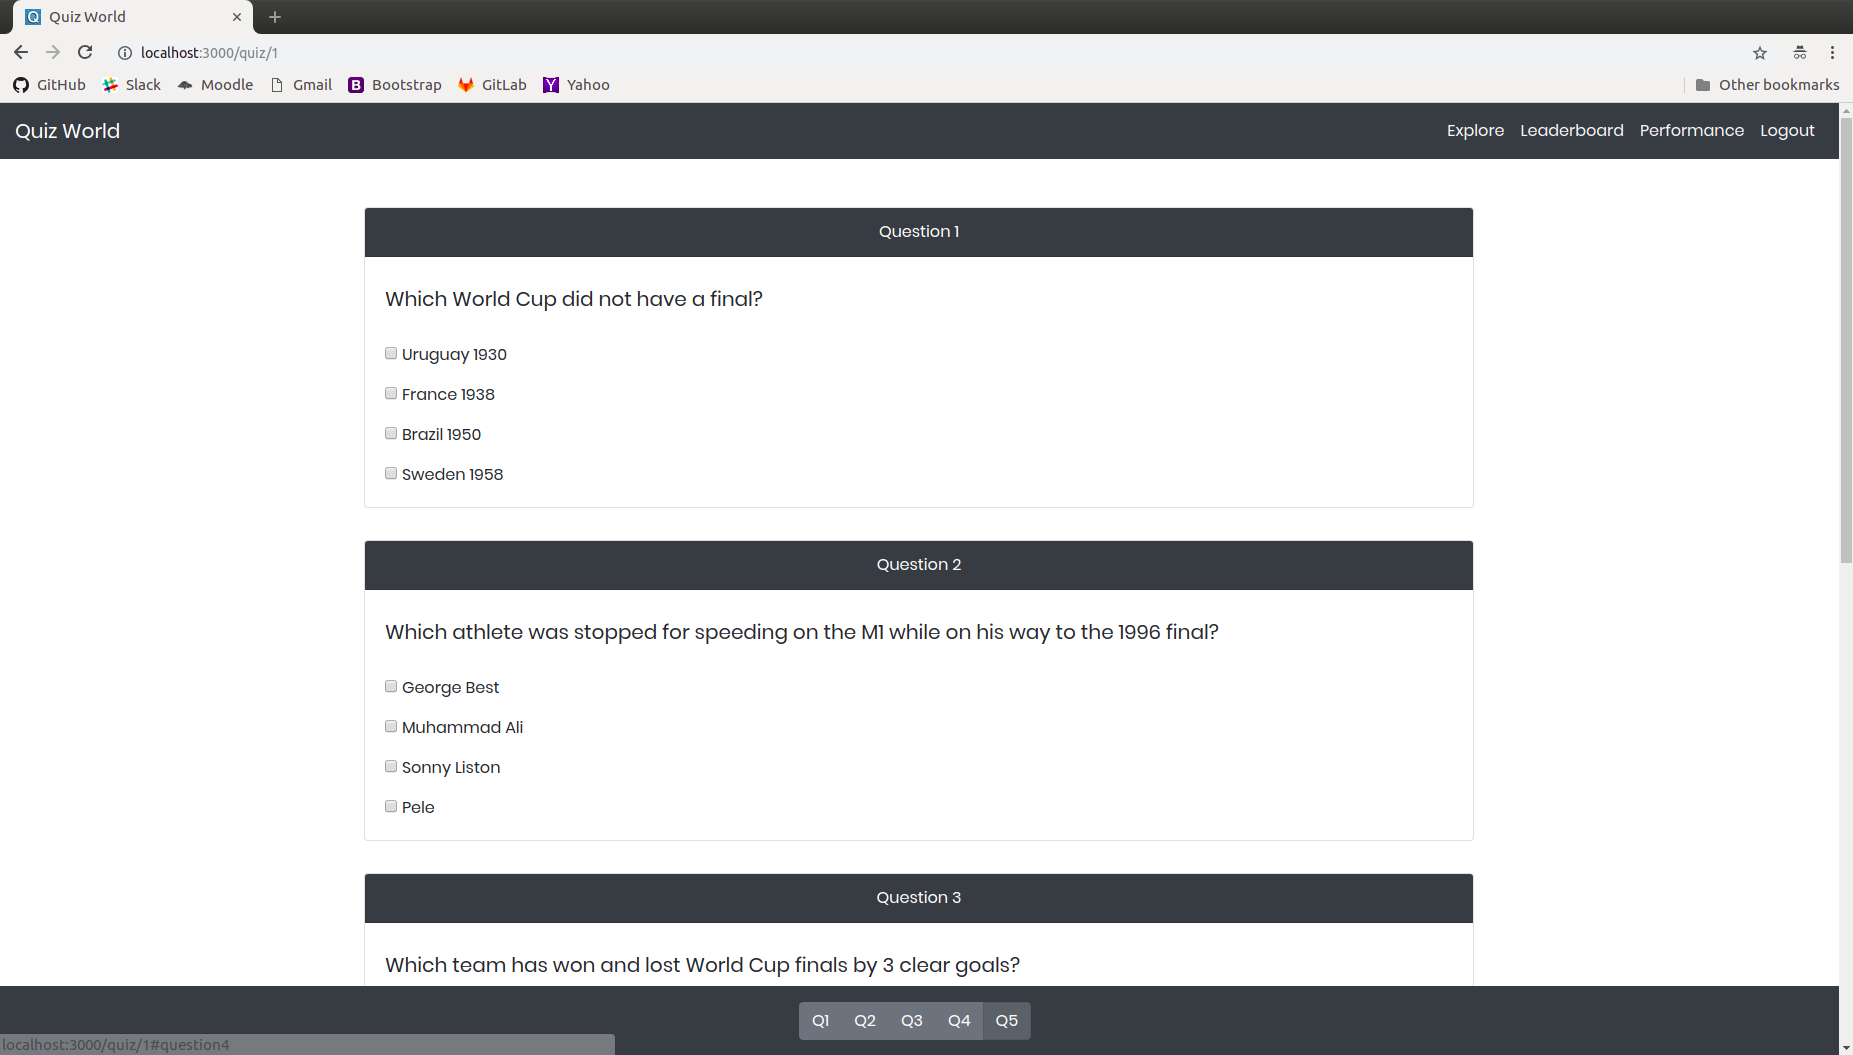 Quiz World
localhost:3000/quiz/1
GitHub Slack Moodle Gmail Bootstrap GitLab Yahoo Other bookmarks
Quiz World Explore Leaderboard Performance Logout
Question 1
Which World Cup did not have a final?
Uruguay 1930
France 1938
Brazil 1950
Sweden 1958
Question 2
Which athlete was stopped for speeding on the M1 while on his way to the 1996 final?
George Best
Muhammad Ali
Sonny Liston
Pele
Question 3
Which team has won and lost World Cup finals by 3 clear goals?
Q1 Q2 Q3 Q4 Q5
localhost:3000/quiz/1#question4